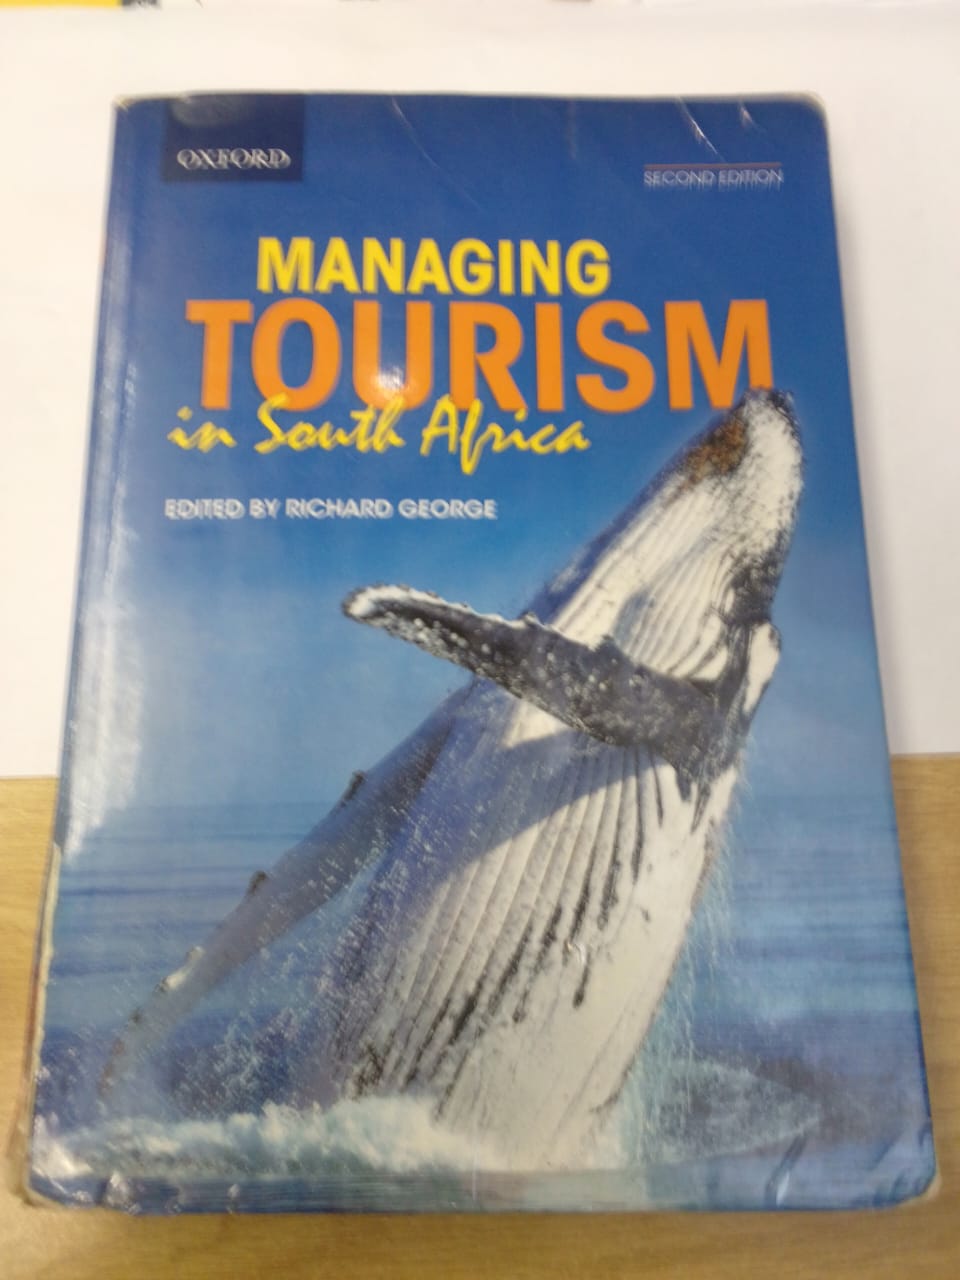 OXFORD
SECOND EDITION
MANAGING
TOURISM
in South Africa
EDITED BY RICHARD GEORGE